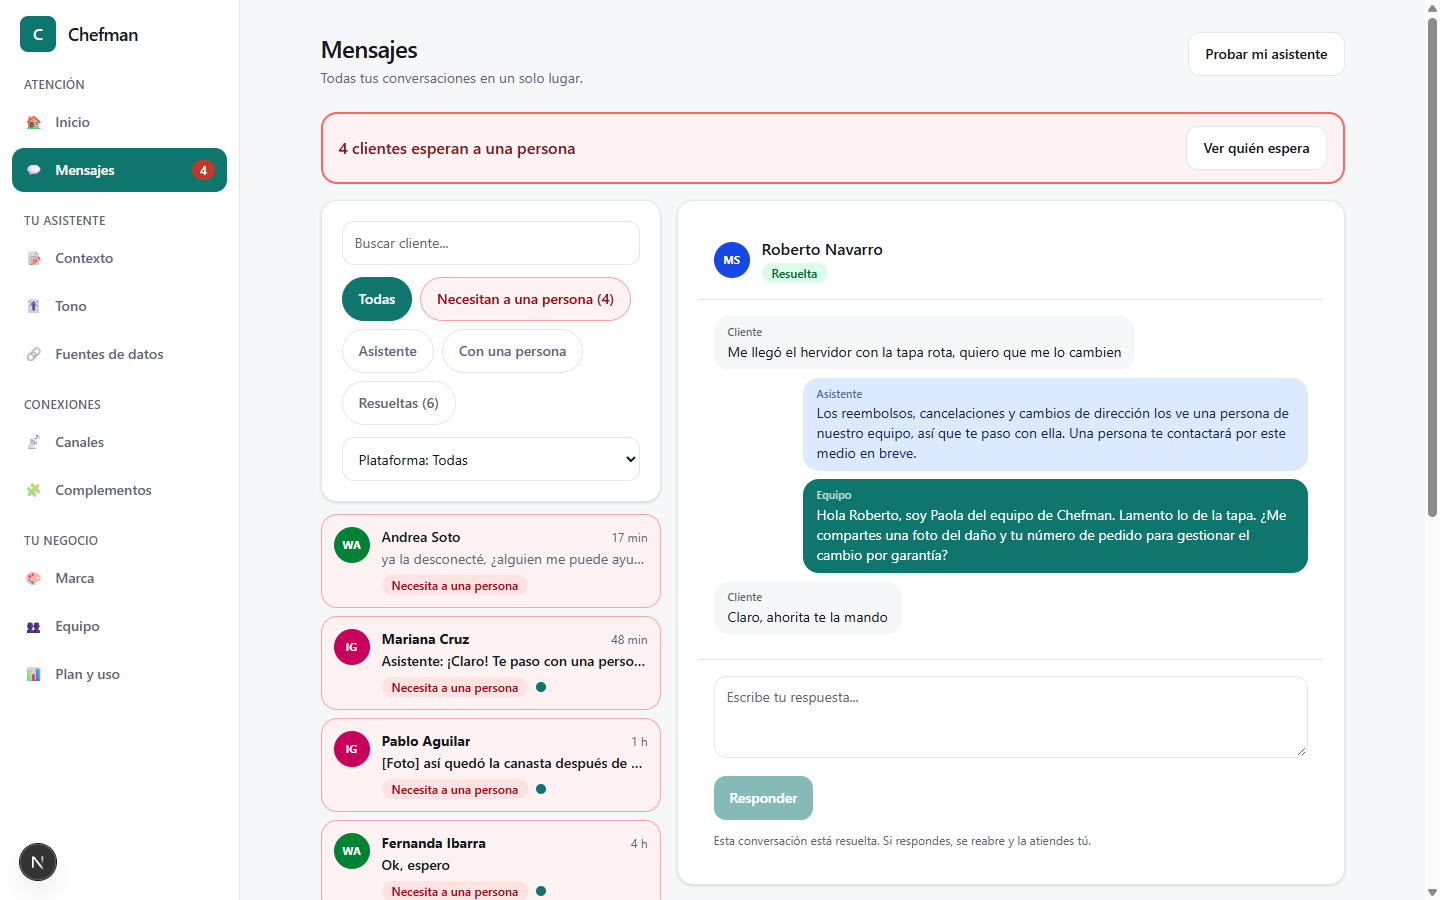 C
Chefman
ATENCIÓN
Inicio
Mensajes
4
TU ASISTENTE
Contexto
Tono
Fuentes de datos
CONEXIONES
Canales
Complementos
TU NEGOCIO
Marca
Equipo
Plan y uso
N
Mensajes
Todas tus conversaciones en un solo lugar.
Probar mi asistente
4 clientes esperan a una persona
Ver quién espera
Buscar cliente...
Todas
Necesitan a una persona (4)
Asistente
Con una persona
Resueltas (6)
Plataforma: Todas
WA
Andrea Soto
17 min
ya la desconecté, ¿alguien me puede ayu...
Necesita a una persona
IG
Mariana Cruz
48 min
Asistente: ¡Claro! Te paso con una perso...
Necesita a una persona
IG
Pablo Aguilar
1 h
[Foto] así quedó la canasta después de ...
Necesita a una persona
WA
Fernanda Ibarra
4 h
Ok, espero
Necesita a una persona
MS
Roberto Navarro
Resuelta
Cliente
Me llegó el hervidor con la tapa rota, quiero que me lo cambien
Asistente
Los reembolsos, cancelaciones y cambios de dirección los ve una persona de
nuestro equipo, así que te paso con ella. Una persona te contactará por este
medio en breve.
Equipo
Hola Roberto, soy Paola del equipo de Chefman. Lamento lo de la tapa. ¿Me
compartes una foto del daño y tu número de pedido para gestionar el
cambio por garantía?
Cliente
Claro, ahorita te la mando
Escribe tu respuesta...
Responder
Esta conversación está resuelta. Si respondes, se reabre y la atiendes tú.